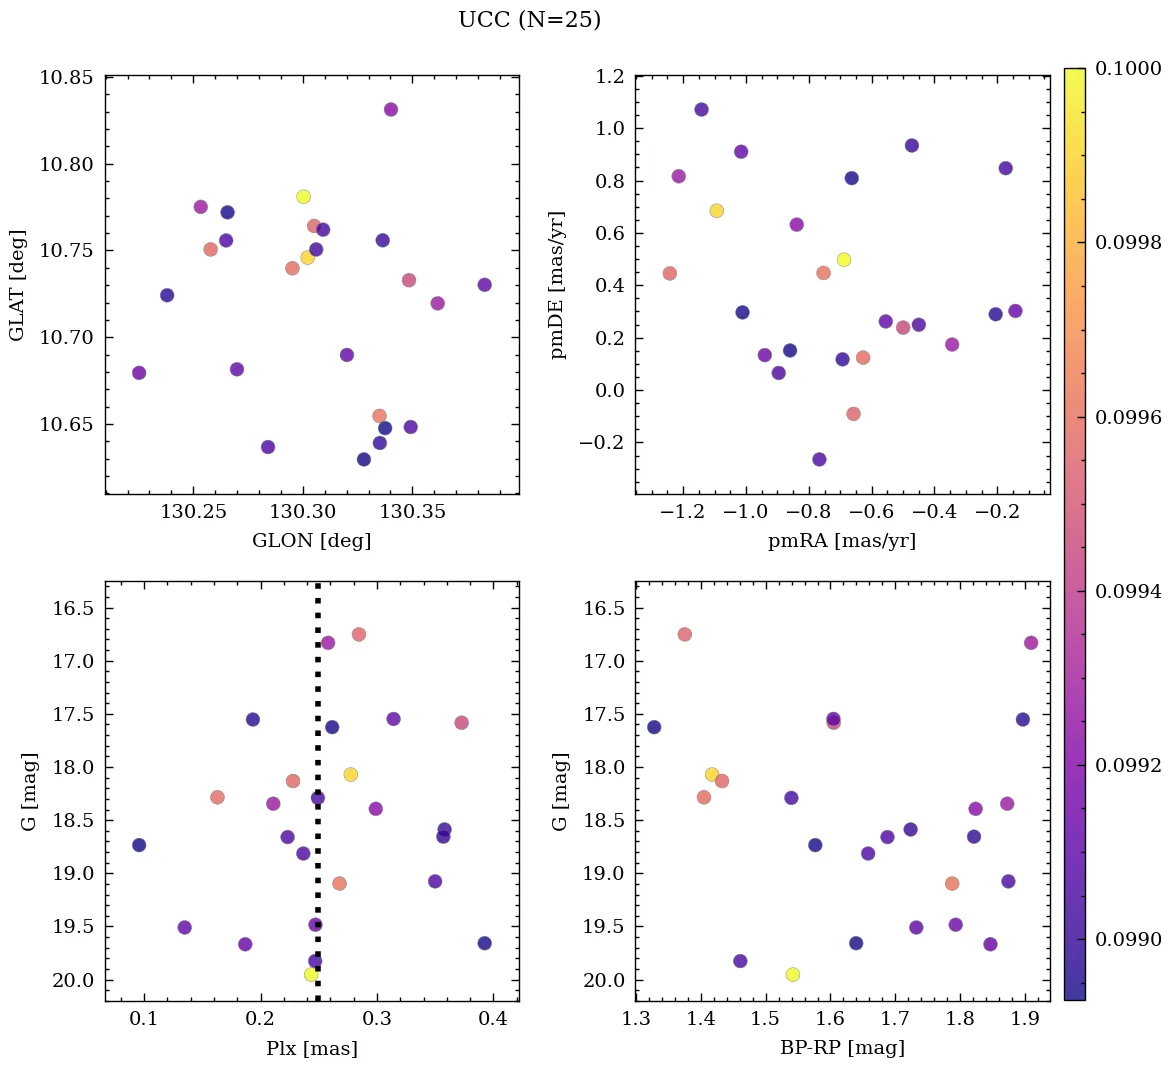 UCC (N=25)
10.85
10.80
10.75
10.70
10.65
GLAT [deg]
130.25 130.30 130.35
GLON [deg]
1.2
1.0
0.8
0.6
0.4
0.2
0.0
−0.2
pmDE [mas/yr]
−1.2 −1.0 −0.8 −0.6 −0.4 −0.2
pmRA [mas/yr]
16.5
17.0
17.5
18.0
18.5
19.0
19.5
20.0
G [mag]
0.1 0.2 0.3 0.4
Plx [mas]
16.5
17.0
17.5
18.0
18.5
19.0
19.5
20.0
G [mag]
1.3 1.4 1.5 1.6 1.7 1.8 1.9
BP-RP [mag]
0.1000
0.0998
0.0996
0.0994
0.0992
0.0990